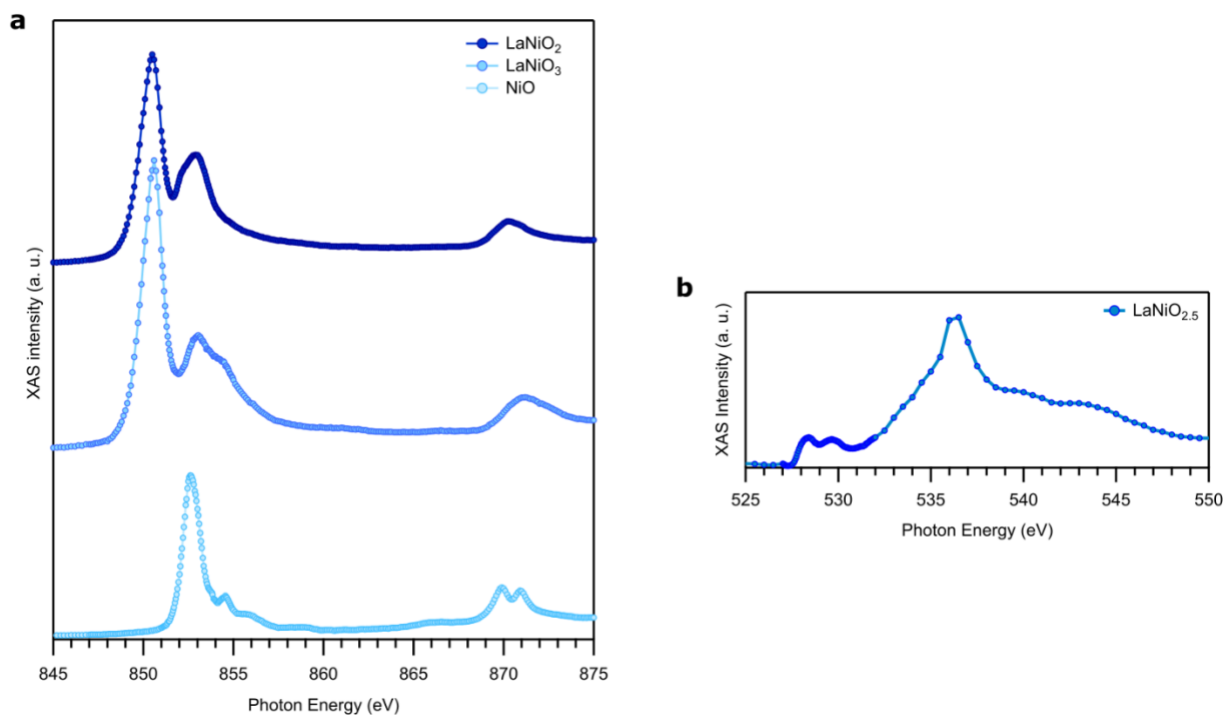 a
LaNiO₂
LaNiO₃
NiO
XAS intensity (a. u.)
845 850 855 860 865 870 875
Photon Energy (eV)
b
LaNiO₂.₅
XAS Intensity (a. u.)
525 530 535 540 545 550
Photon Energy (eV)